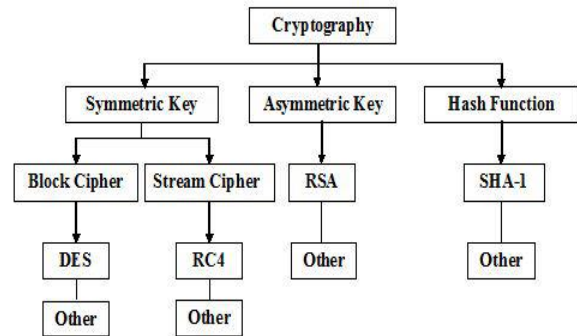 Cryptography
Symmetric Key
Asymmetric Key
Hash Function
Block Cipher
Stream Cipher
RSA
SHA-1
DES
RC4
Other
Other
Other
Other